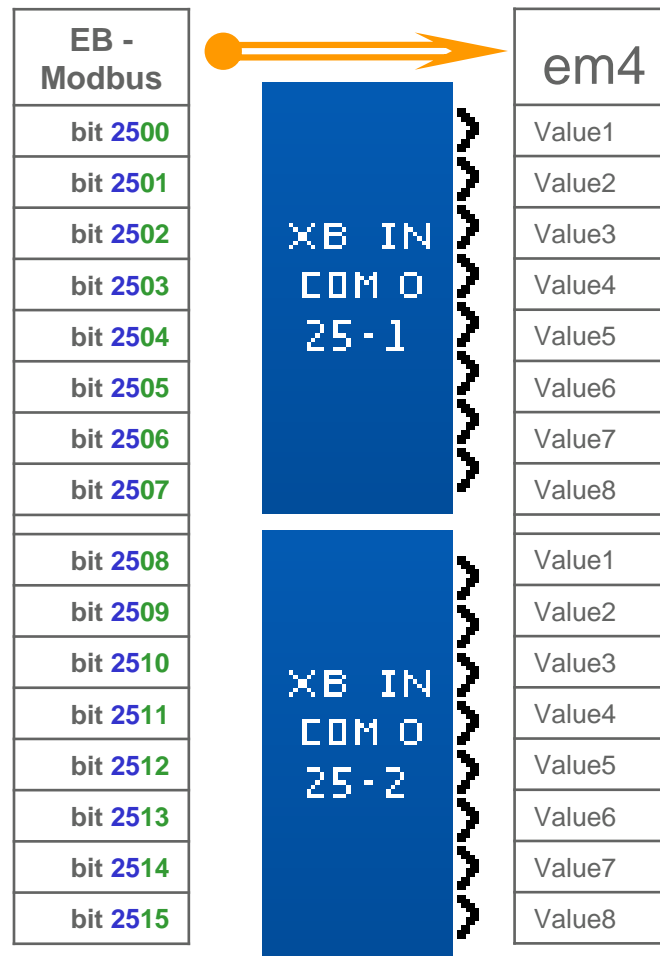 EB -
Modbus
em4
bit 2500
Value1
bit 2501
Value2
bit 2502
Value3
bit 2503
Value4
bit 2504
Value5
bit 2505
Value6
bit 2506
Value7
bit 2507
Value8
XB IN
COM O
25-1
bit 2508
Value1
bit 2509
Value2
bit 2510
Value3
bit 2511
Value4
bit 2512
Value5
bit 2513
Value6
bit 2514
Value7
bit 2515
Value8
XB IN
COM O
25-2